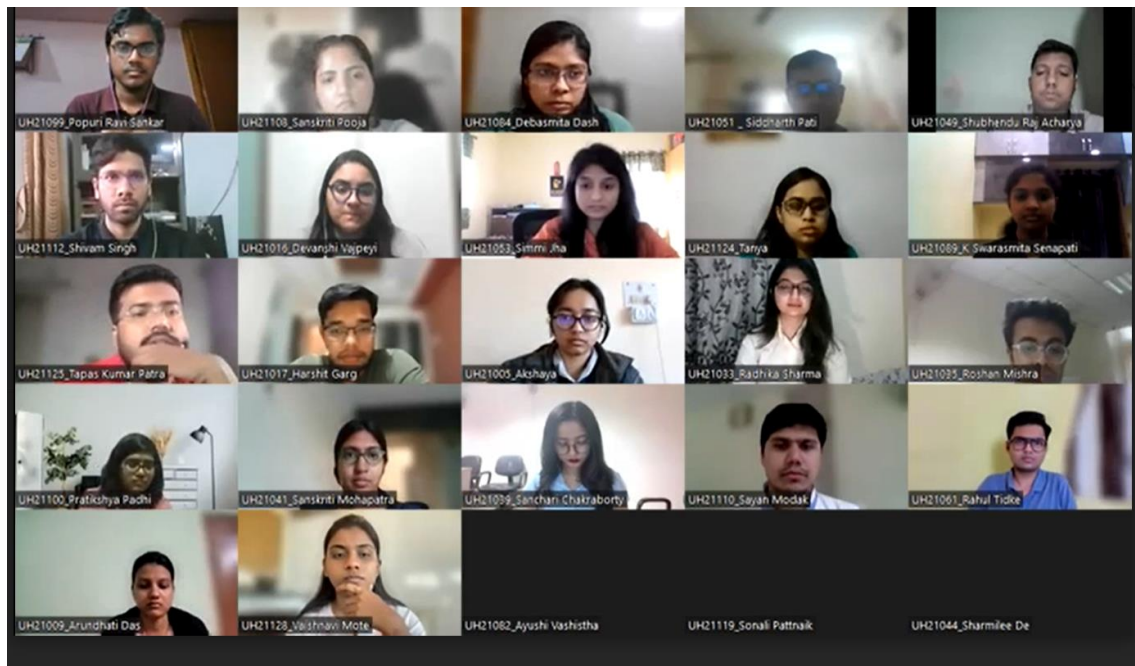 UH21099_Popuri Ravi Sankar
UH21108_Sanskriti Pooja
UH21084_Debasmita Dash
UH21051 _ Siddharth Pati
UH21049_Shubhendu Raj Acharya
UH21112_Shivam Singh
UH21016_Devanshi Vajpeyi
UH21053_Simmi Jha
UH21124_Tanya
UH21089_K Swarasmita Senapati
UH21125_Tapas Kumar Patra
UH21017_Harshit Garg
UH21005_Akshaya
UH21033_Radhika Sharma
UH21035_Roshan Mishra
UH21100_Pratikshya Padhi
UH21041_Sanskriti Mohapatra
UH21039_Sanchari Chakraborty
UH21110_Sayan Modak
UH21061_Rahul Tidke
UH21009_Arundhati Das
UH21128_Vaishnavi Mote
UH21082_Ayushi Vashistha
UH21119_Sonali Pattnaik
UH21044_Sharmilee De